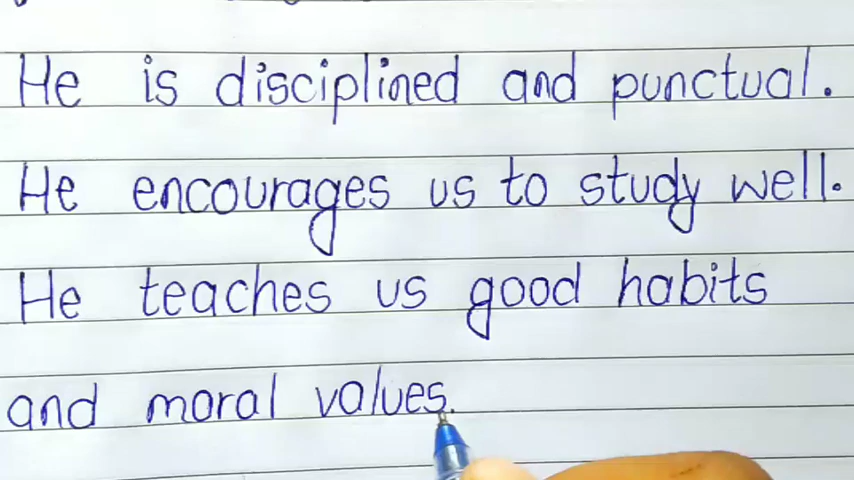 He is disciplined and punctual.
He encourages us to study well.
He teaches us good habits
and moral values.